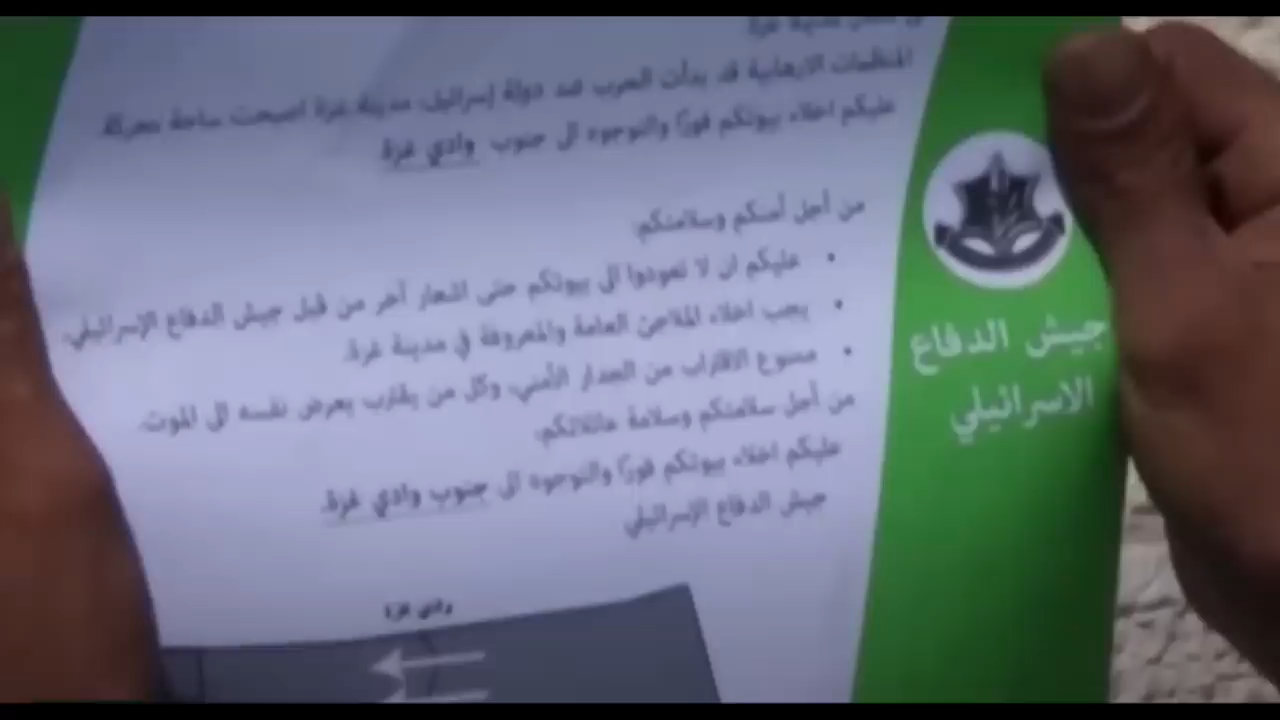 المنظمات الارهابية قد بدأت الحرب ضد دولة إسرائيل، مدينة غزة اصبحت ساحة معركة.
عليكم اخلاء بيوتكم فورًا والتوجوه الى جنوب وادي غزة.
من أجل أمنكم وسلامتكم:
• عليكم ان لا تعودوا الى بيوتكم حتى اشعار آخر من قبل جيش الدفاع الإسرائيلي.
• يجب اخلاء الملاجئ العامة والمعروفة في مدينة غزة.
• ممنوع الاقتراب من الجدار الأمني، وكل من يقترب يعرض نفسه الى الموت.
من أجل سلامتكم وسلامة عائلاتكم:
عليكم اخلاء بيوتكم فورًا والتوجوه الى جنوب وادي غزة.
جيش الدفاع الإسرائيلي
وادي غزة
جيش الدفاع
الاسرائيلي